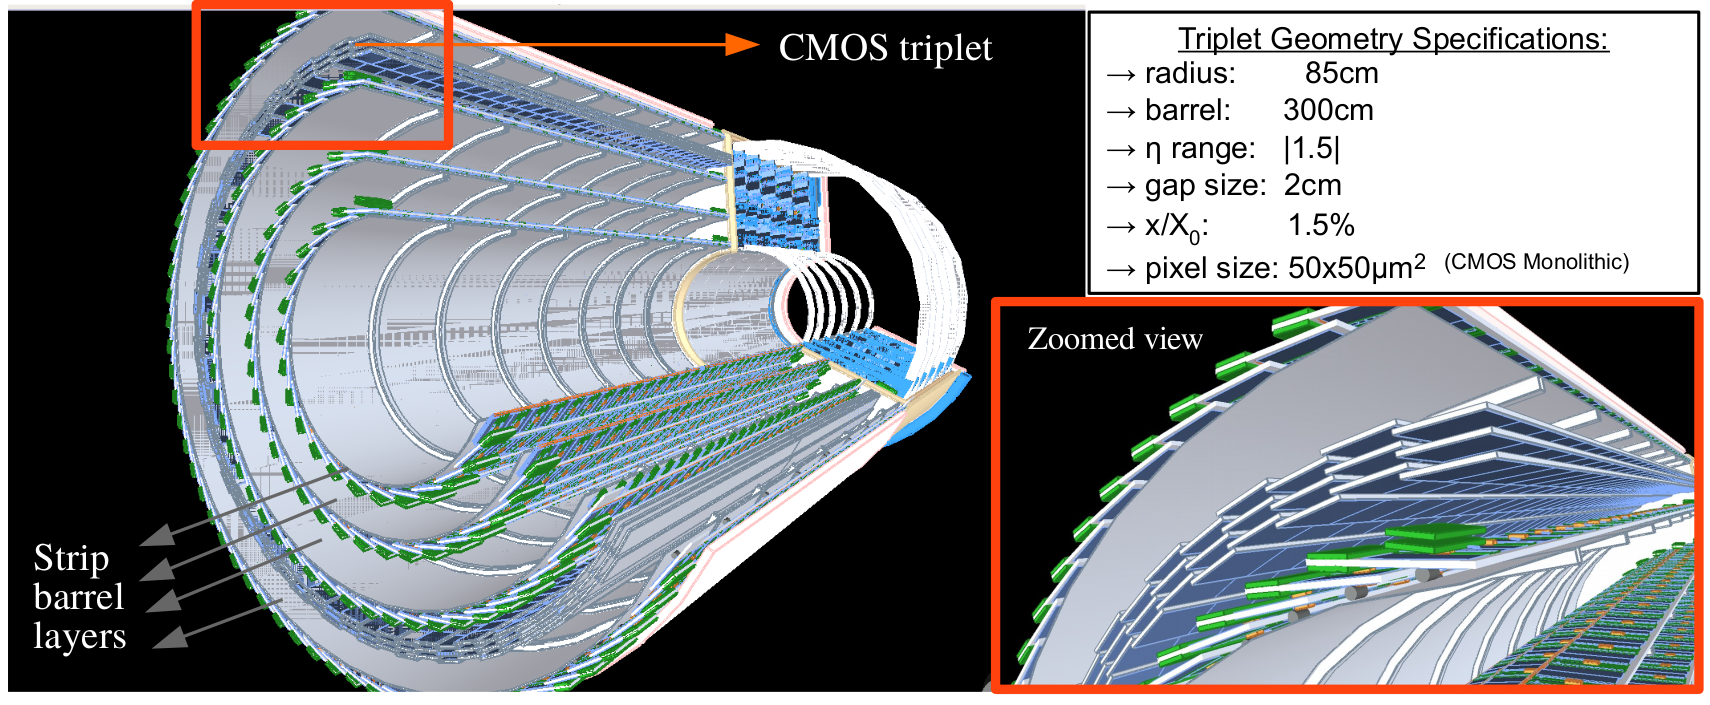 CMOS triplet
Triplet Geometry Specifications:
→ radius: 85cm
→ barrel: 300cm
→ η range: |1.5|
→ gap size: 2cm
→ x/X₀: 1.5%
→ pixel size: 50x50μm² (CMOS Monolithic)
Zoomed view
Strip
barrel
layers